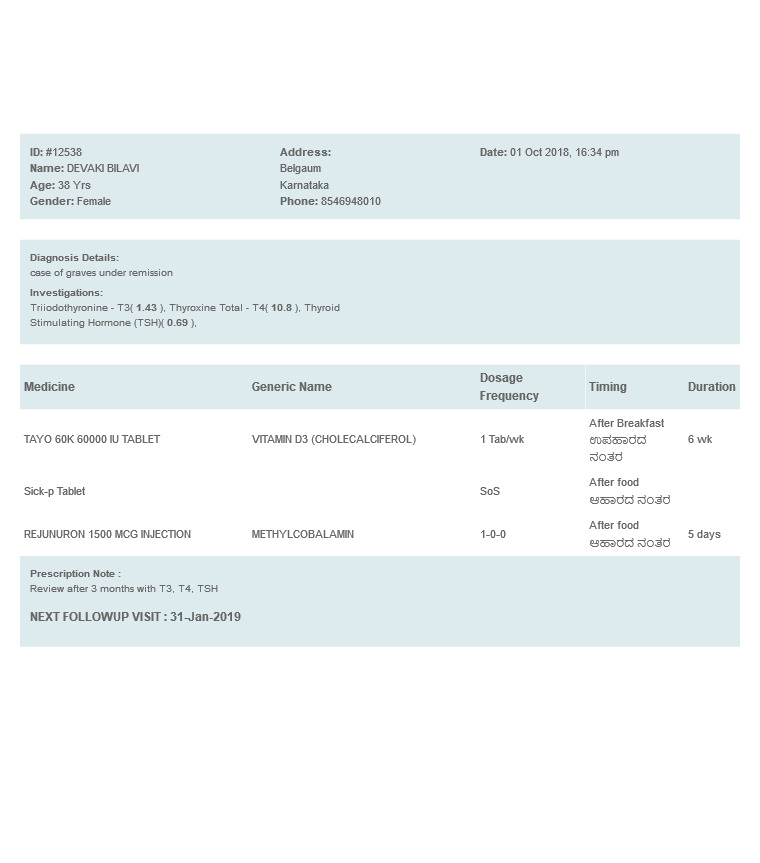 ID: #12538
Name: DEVAKI BILAVI
Age: 38 Yrs
Gender: Female
Address:
Belgaum
Karnataka
Phone: 8546948010
Date: 01 Oct 2018, 16:34 pm
Diagnosis Details:
case of graves under remission
Investigations:
Triiodothyronine - T3( 1.43 ), Thyroxine Total - T4( 10.8 ), Thyroid
Stimulating Hormone (TSH)( 0.69 ),
Medicine Generic Name Dosage Frequency Timing Duration
TAYO 60K 60000 IU TABLET VITAMIN D3 (CHOLECALCIFEROL) 1 Tab/wk After Breakfast ಉಪಹಾರದ ನಂತರ 6 wk
Sick-p Tablet SoS After food ಆಹಾರದ ನಂತರ
REJUNURON 1500 MCG INJECTION METHYLCOBALAMIN 1-0-0 After food ಆಹಾರದ ನಂತರ 5 days
Prescription Note :
Review after 3 months with T3, T4, TSH
NEXT FOLLOWUP VISIT : 31-Jan-2019